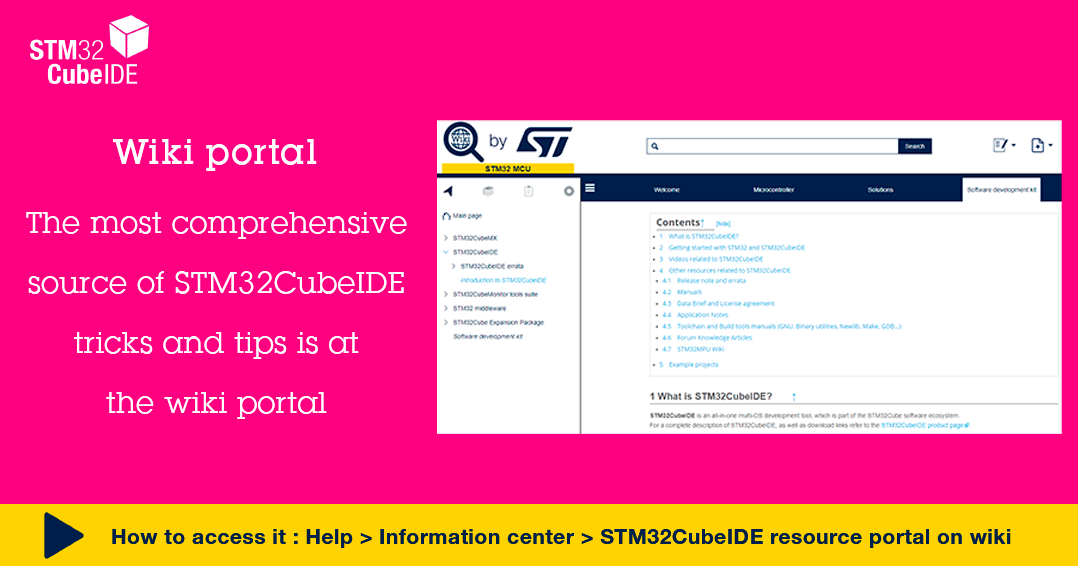 STM32
CubeIDE
Wiki portal
The most comprehensive
source of STM32CubeIDE
tricks and tips is at
the wiki portal
Wiki by ST
STM32 MCU
Search
Welcome
Microcontroller
Solutions
Software development kit
Main page
STM32CubeMX
STM32CubeIDE
STM32CubeIDE errata
Introduction to STM32CubeIDE
STM32CubeMonitor tools suite
STM32 middleware
STM32Cube Expansion Package
Software development kit
Contents↑ [hide]
1 What is STM32CubeIDE?
2 Getting started with STM32 and STM32CubeIDE
3 Videos related to STM32CubeIDE
4 Other resources related to STM32CubeIDE
4.1 Release note and errata
4.2 Manuals
4.3 Data Brief and License agreement
4.4 Application Notes
4.5 Toolchain and Build tools manuals (GNU, Binary utilities, Newlib, Make, GDB...)
4.6 Forum Knowledge Articles
4.7 STM32MPU Wiki
5 Example projects
1 What is STM32CubeIDE? ↑
STM32CubeIDE is an all-in-one multi-OS development tool, which is part of the STM32Cube software ecosystem.
For a complete description of STM32CubeIDE, as well as download links refer to the STM32CubeIDE product page.
How to access it : Help > Information center > STM32CubeIDE resource portal on wiki